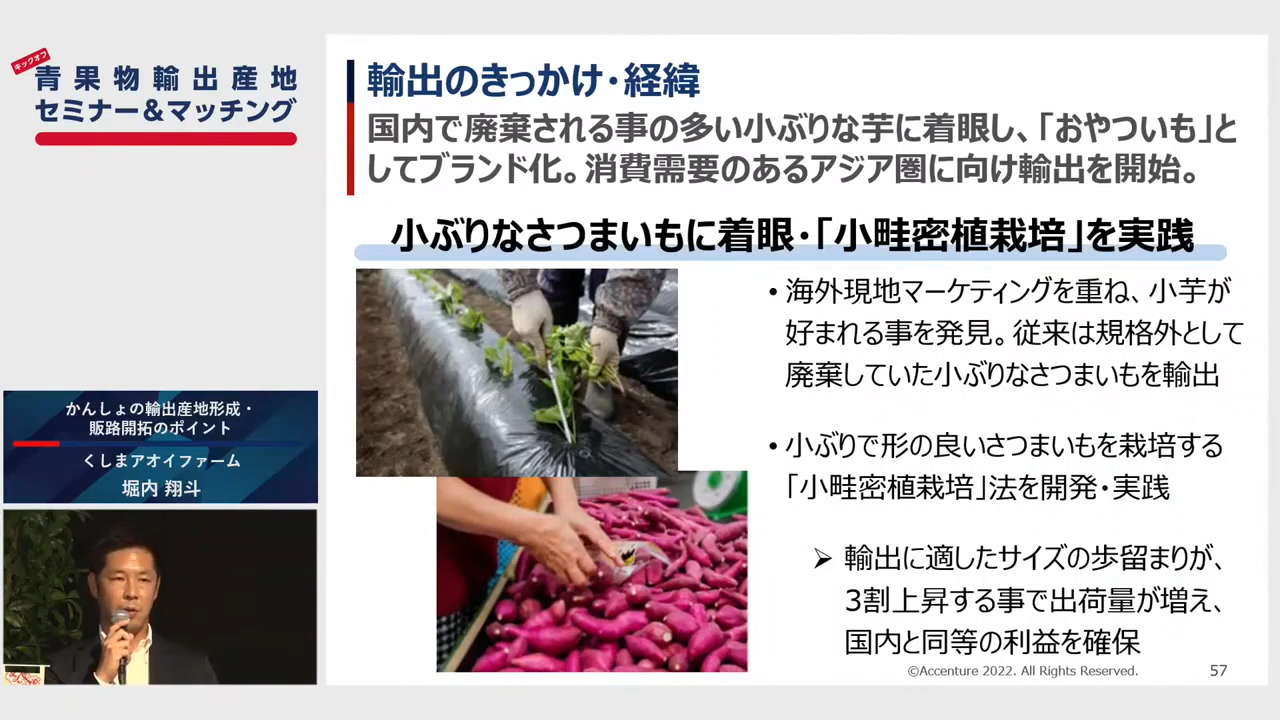 キックオフ
青果物輸出産地
セミナー&マッチング
輸出のきっかけ・経緯
国内で廃棄される事の多い小ぶりな芋に着眼し、「おやついも」と
してブランド化。消費需要のあるアジア圏に向け輸出を開始。
小ぶりなさつまいもに着眼・「小畦密植栽培」を実践
• 海外現地マーケティングを重ね、小芋が
好まれる事を発見。従来は規格外として
廃棄していた小ぶりなさつまいもを輸出
• 小ぶりで形の良いさつまいもを栽培する
「小畦密植栽培」法を開発・実践
➢ 輸出に適したサイズの歩留まりが、
3割上昇する事で出荷量が増え、
国内と同等の利益を確保
©Accenture 2022. All Rights Reserved.
57
かんしょの輸出産地形成・
販路開拓のポイント
くしまアオイファーム
堀内 翔斗